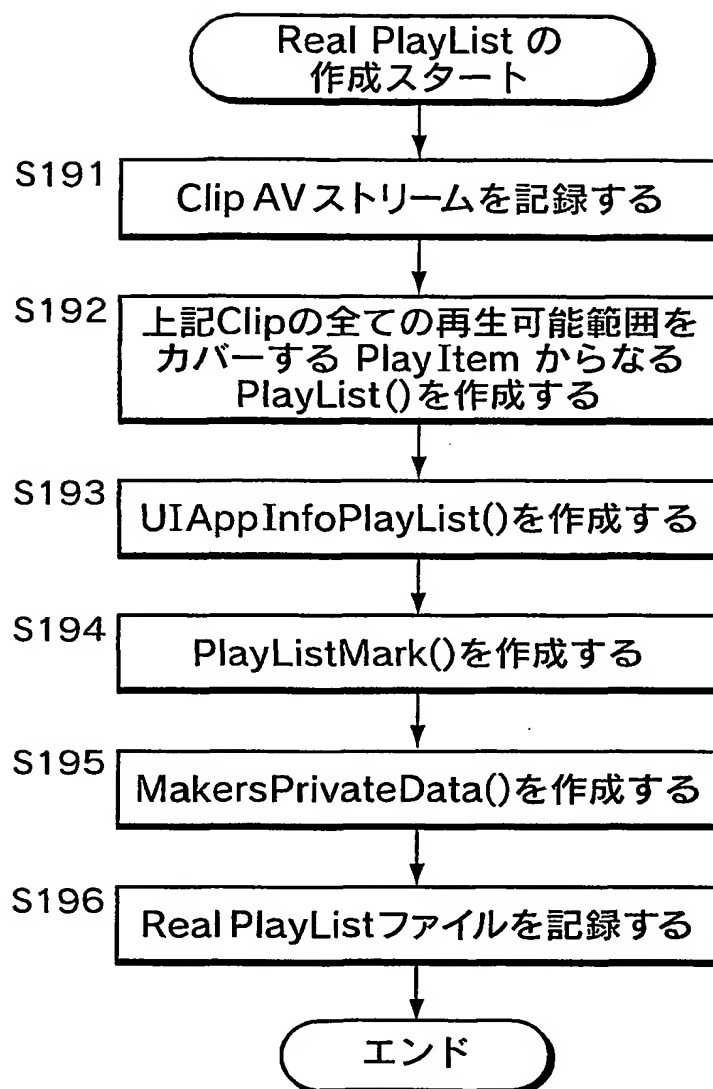 Real PlayList の
作成スタート
S191
Clip AVストリームを記録する
S192
上記Clipの全ての再生可能範囲を
カバーする PlayItem からなる
PlayList()を作成する
S193
UIAppInfoPlayList()を作成する
S194
PlayListMark()を作成する
S195
MakersPrivateData()を作成する
S196
Real PlayListファイルを記録する
エンド